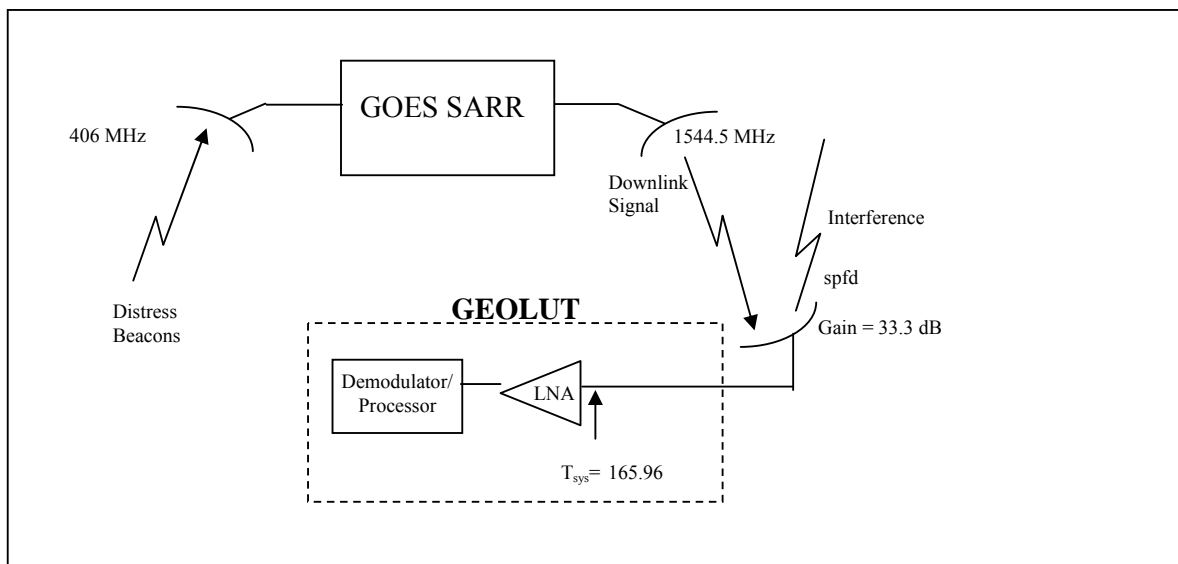 GOES SARR
406 MHz
1544.5 MHz
Downlink
Signal
Interference
spfd
Distress
Beacons
GEOLUT
Gain = 33.3 dB
Demodulator/
Processor
LNA
Tsys= 165.96